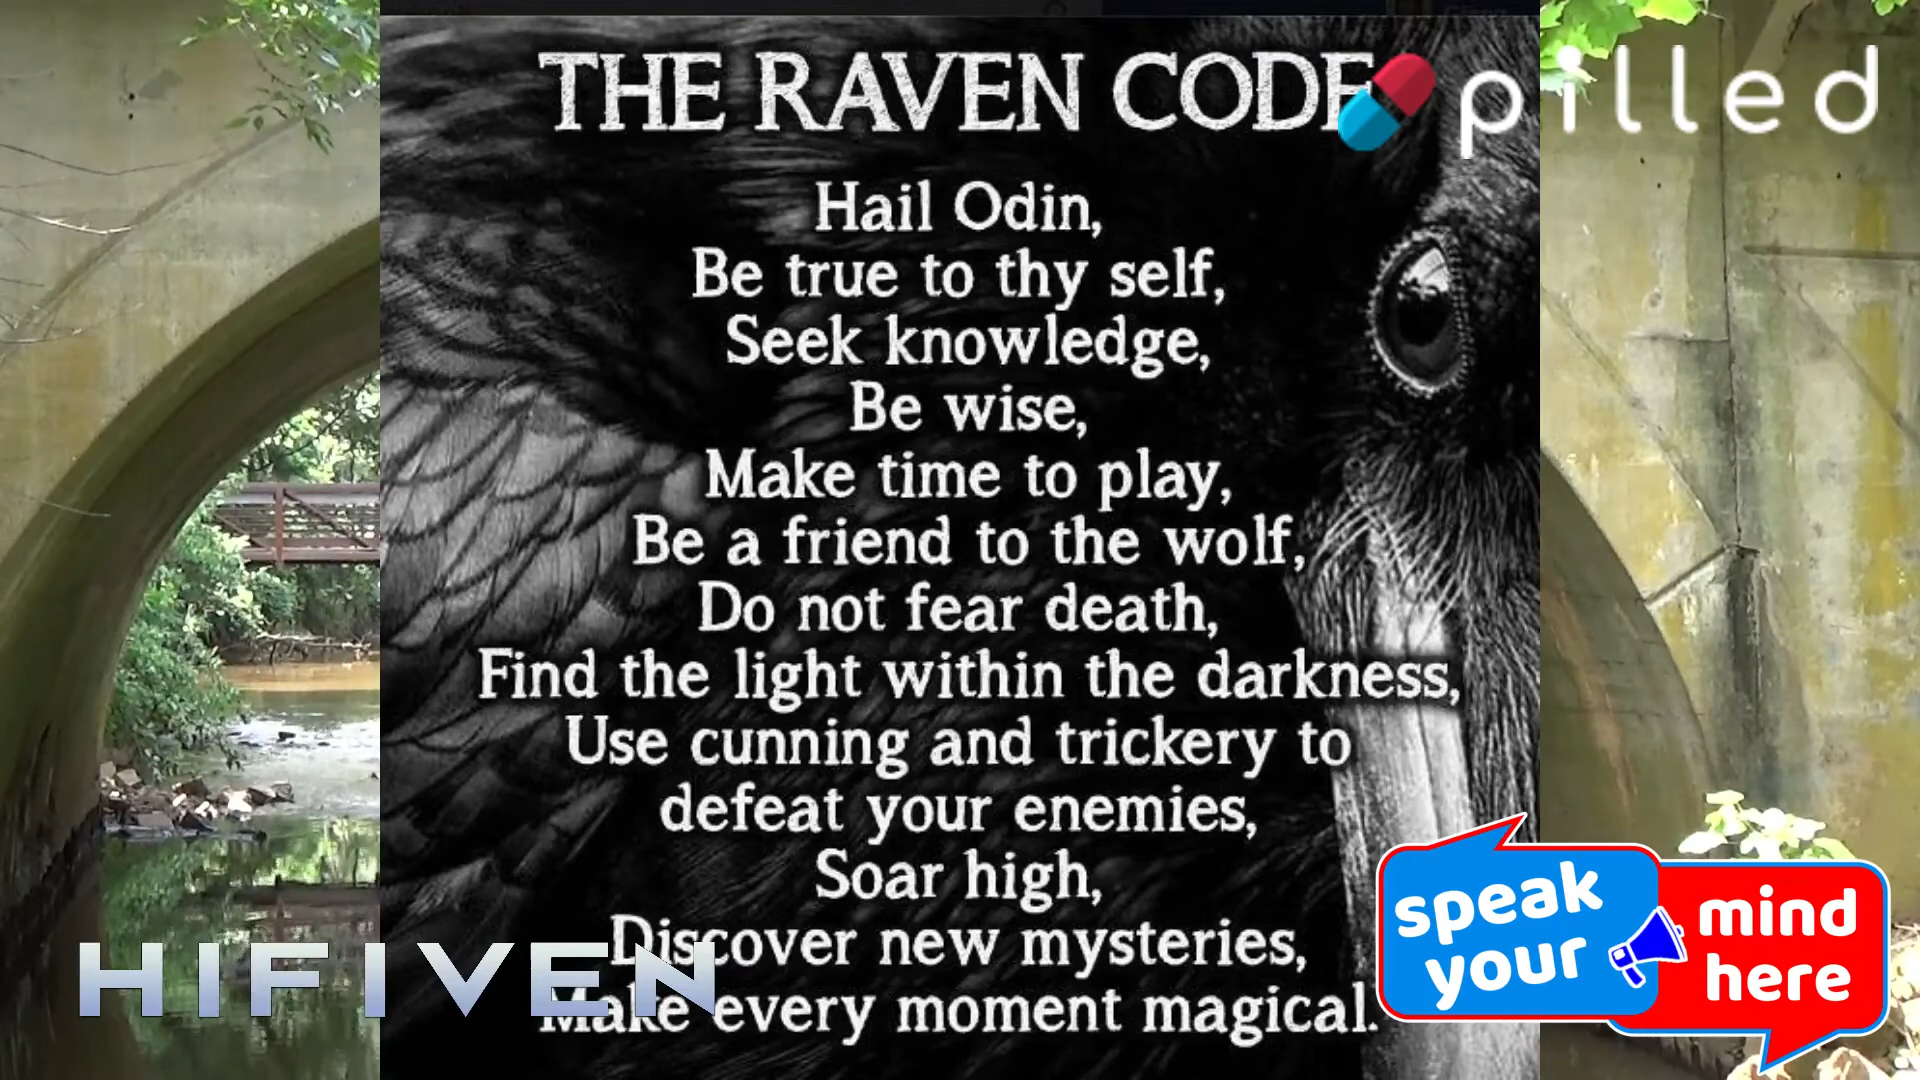 THE RAVEN CODE
pilled
Hail Odin,
Be true to thy self,
Seek knowledge,
Be wise,
Make time to play,
Be a friend to the wolf,
Do not fear death,
Find the light within the darkness,
Use cunning and trickery to
defeat your enemies,
Soar high,
Discover new mysteries,
Make every moment magical.
HIFIVEN
speak
your
mind
here